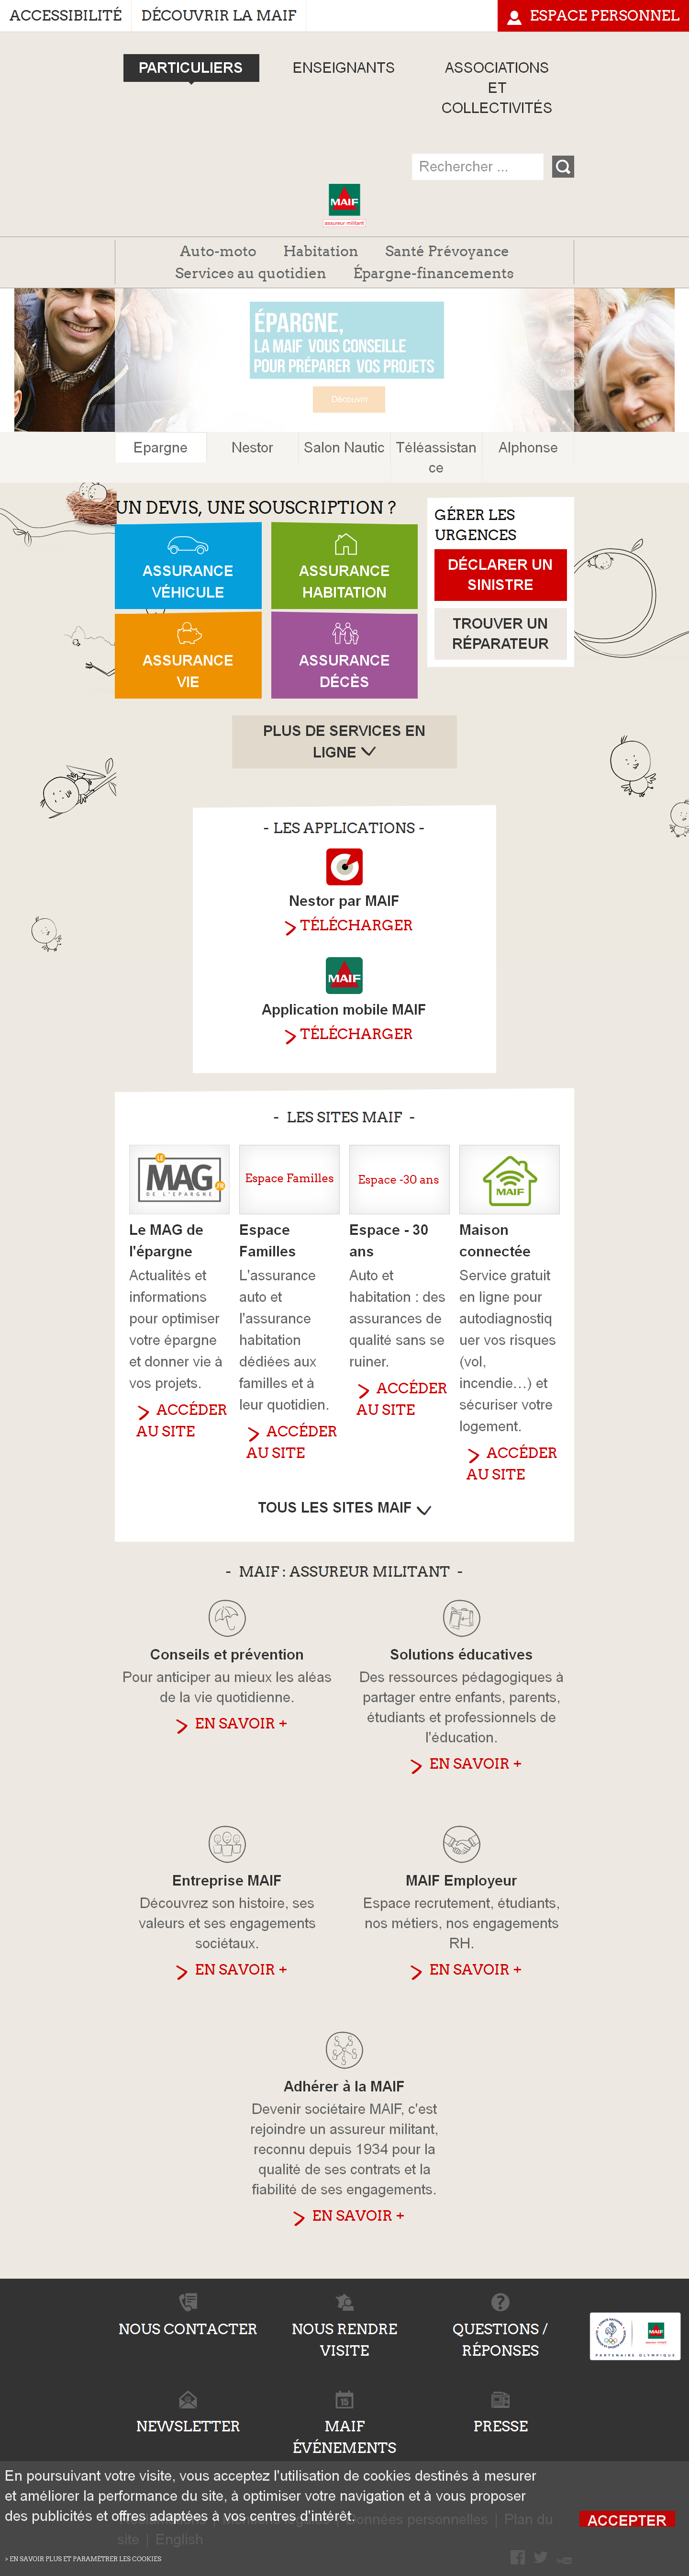 ACCESSIBILITÉ
DÉCOUVRIR LA MAIF
ESPACE PERSONNEL
PARTICULIERS
ENSEIGNANTS
ASSOCIATIONS
ET
COLLECTIVITÉS
Rechercher ...
MAIF
assureur militant
Auto-moto
Habitation
Santé Prévoyance
Services au quotidien
Épargne-financements
ÉPARGNE,
LA MAIF VOUS CONSEILLE
POUR PRÉPARER VOS PROJETS
Découvrir
Epargne
Nestor
Salon Nautic
Téléassistan
ce
Alphonse
UN DEVIS, UNE SOUSCRIPTION ?
ASSURANCE
VÉHICULE
ASSURANCE
HABITATION
ASSURANCE
VIE
ASSURANCE
DÉCÈS
GÉRER LES
URGENCES
DÉCLARER UN
SINISTRE
TROUVER UN
RÉPARATEUR
PLUS DE SERVICES EN
LIGNE
- LES APPLICATIONS -
Nestor par MAIF
TÉLÉCHARGER
MAIF
Application mobile MAIF
TÉLÉCHARGER
- LES SITES MAIF -
LE
MAG
.FR
DE L'ÉPARGNE
Le MAG de
l'épargne
Actualités et
informations
pour optimiser
votre épargne
et donner vie à
vos projets.
ACCÉDER
AU SITE
Espace Familles
Espace
Familles
L'assurance
auto et
l'assurance
habitation
dédiées aux
familles et à
leur quotidien.
ACCÉDER
AU SITE
Espace -30 ans
Espace - 30
ans
Auto et
habitation : des
assurances de
qualité sans se
ruiner.
ACCÉDER
AU SITE
MAIF
Maison
connectée
Service gratuit
en ligne pour
autodiagnostiq
uer vos risques
(vol,
incendie…) et
sécuriser votre
logement.
ACCÉDER
AU SITE
TOUS LES SITES MAIF
- MAIF : ASSUREUR MILITANT -
Conseils et prévention
Pour anticiper au mieux les aléas
de la vie quotidienne.
EN SAVOIR +
Solutions éducatives
Des ressources pédagogiques à
partager entre enfants, parents,
étudiants et professionnels de
l'éducation.
EN SAVOIR +
Entreprise MAIF
Découvrez son histoire, ses
valeurs et ses engagements
sociétaux.
EN SAVOIR +
MAIF Employeur
Espace recrutement, étudiants,
nos métiers, nos engagements
RH.
EN SAVOIR +
Adhérer à la MAIF
Devenir sociétaire MAIF, c'est
rejoindre un assureur militant,
reconnu depuis 1934 pour la
qualité de ses contrats et la
fiabilité de ses engagements.
EN SAVOIR +
NOUS CONTACTER
NOUS RENDRE
VISITE
QUESTIONS /
RÉPONSES
MAIF
PARTENAIRE OLYMPIQUE
NEWSLETTER
15
MAIF
ÉVÉNEMENTS
PRESSE
En poursuivant votre visite, vous acceptez l'utilisation de cookies destinés à mesurer
et améliorer la performance du site, à optimiser votre navigation et à vous proposer
des publicités et offres adaptées à vos centres d'intérêt.
ACCEPTER
Données personnelles | Plan du
site | English
> EN SAVOIR PLUS ET PARAMÉTRER LES COOKIES